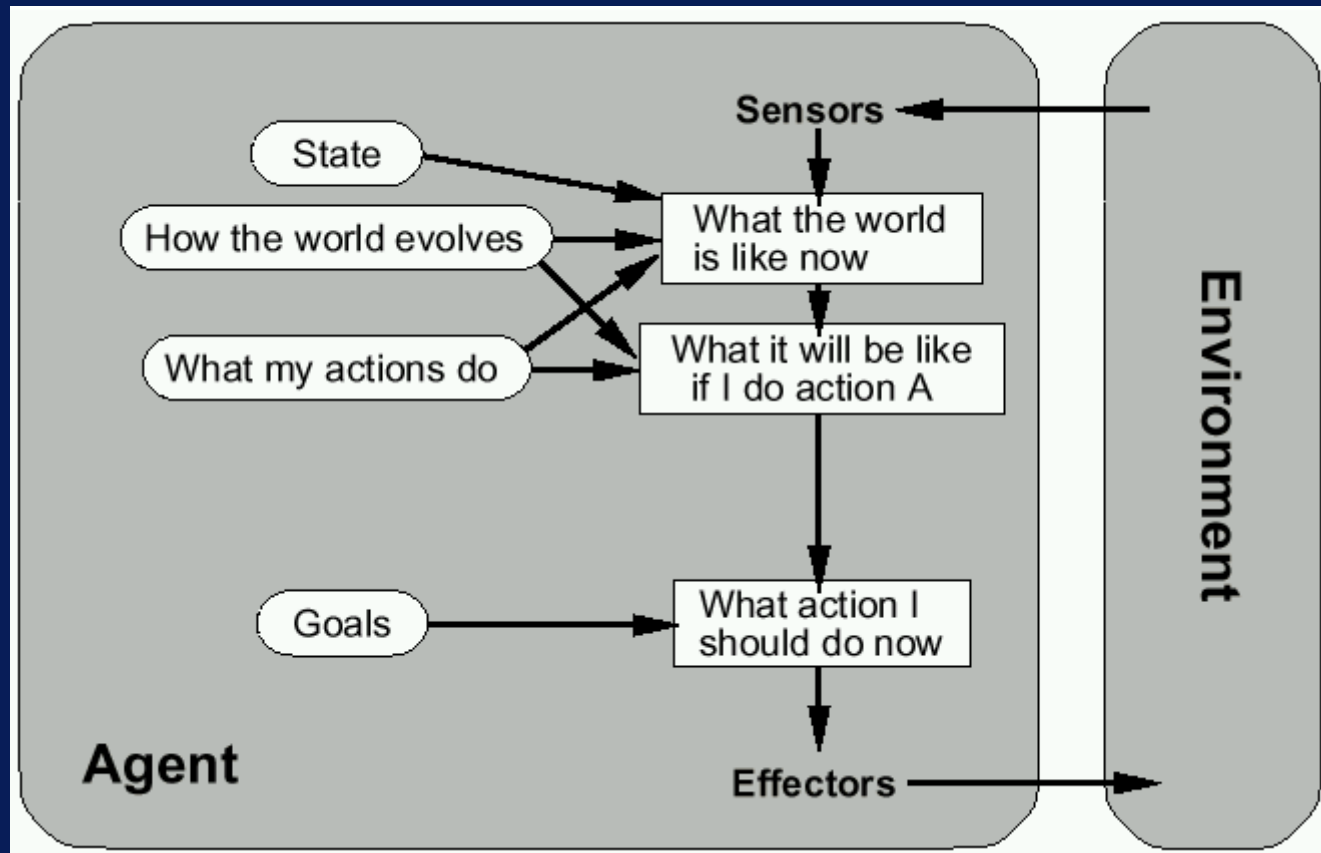 Sensors
State
What the world
is like now
How the world evolves
What my actions do
What it will be like
if I do action A
Environment
Goals
What action I
should do now
Agent
Effectors